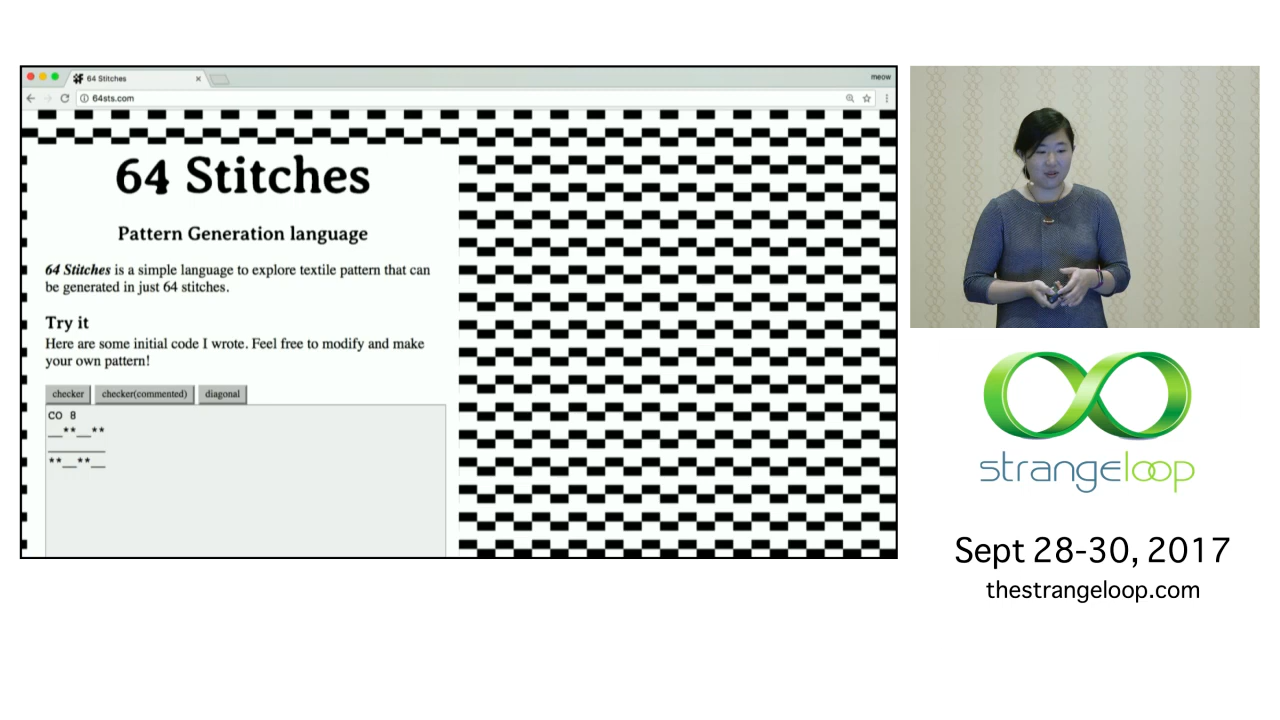 64 Stitches
meow
64sts.com
64 Stitches
Pattern Generation language
64 Stitches is a simple language to explore textile pattern that can
be generated in just 64 stitches.
Try it
Here are some initial code I wrote. Feel free to modify and make
your own pattern!
checker
checker(commented)
diagonal
CO 8
__**__**
________
**__**__
strangeloop
Sept 28-30, 2017
thestrangeloop.com